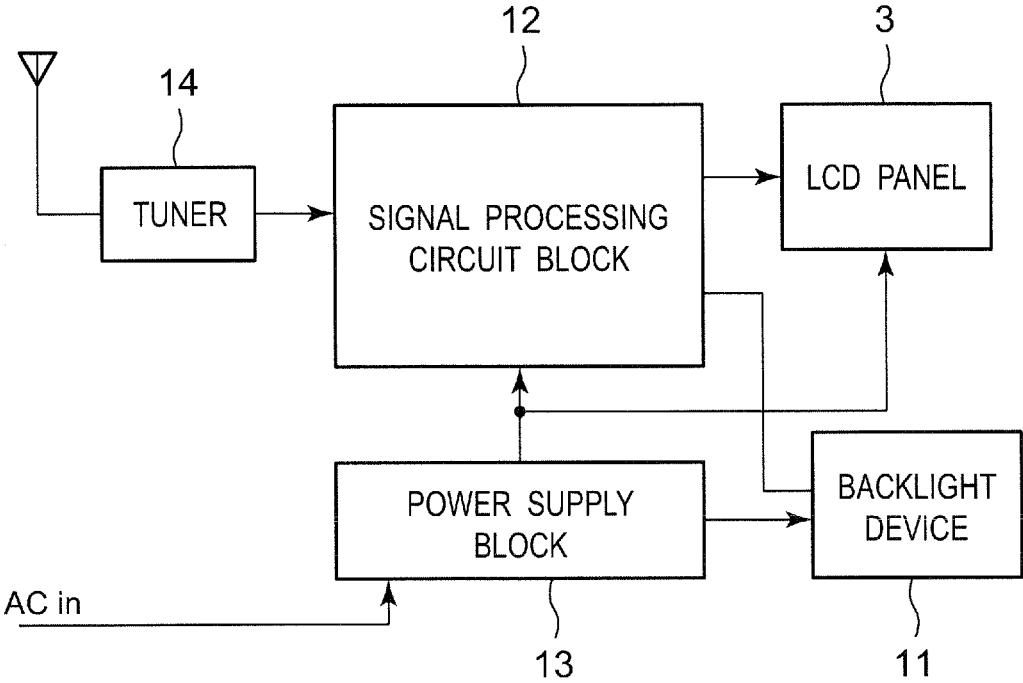 12
3
14
TUNER
SIGNAL PROCESSING
CIRCUIT BLOCK
LCD PANEL
POWER SUPPLY
BLOCK
BACKLIGHT
DEVICE
AC in
13
11